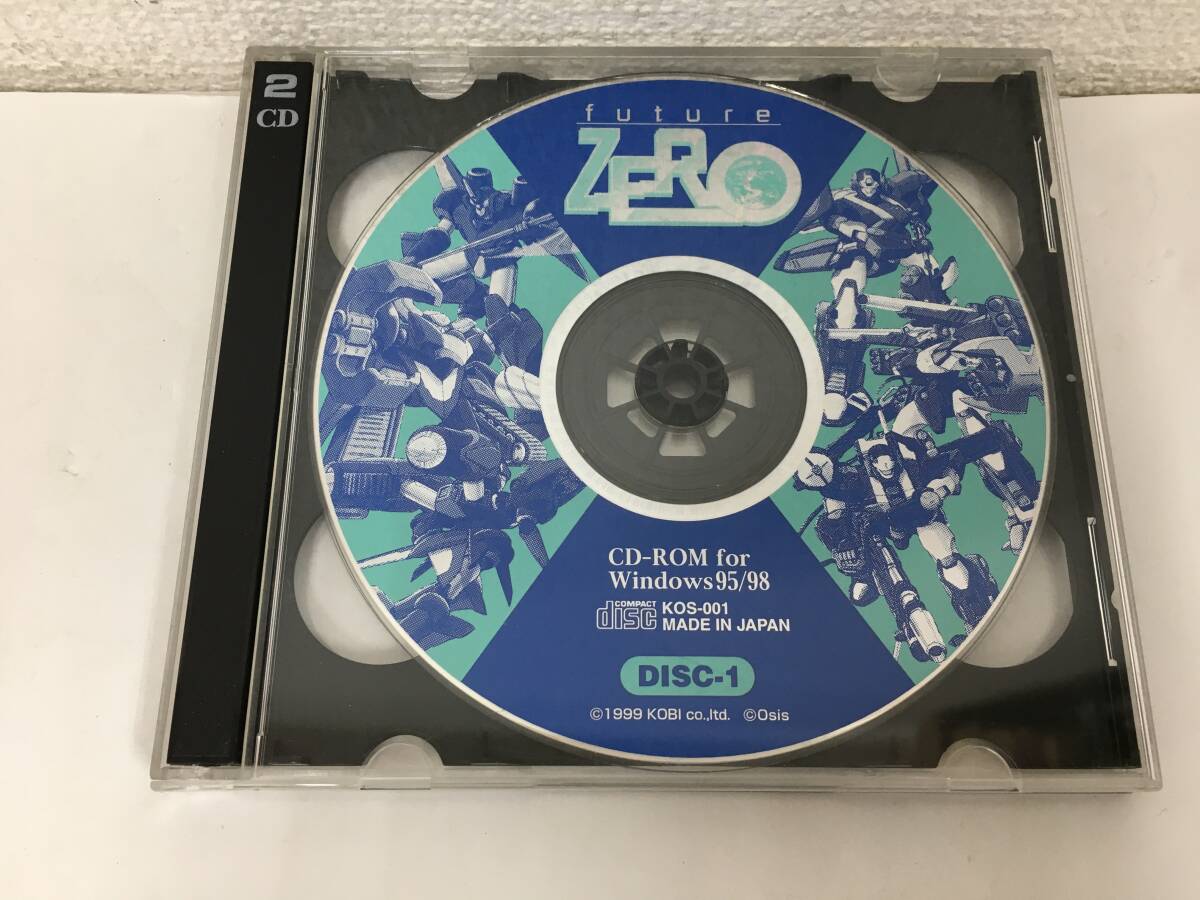 2
CD
future
ZERO
CD-ROM for
Windows95/98
COMPACT
disc
KOS-001
MADE IN JAPAN
DISC-1
©1999 KOBI co.,ltd. ©Osis